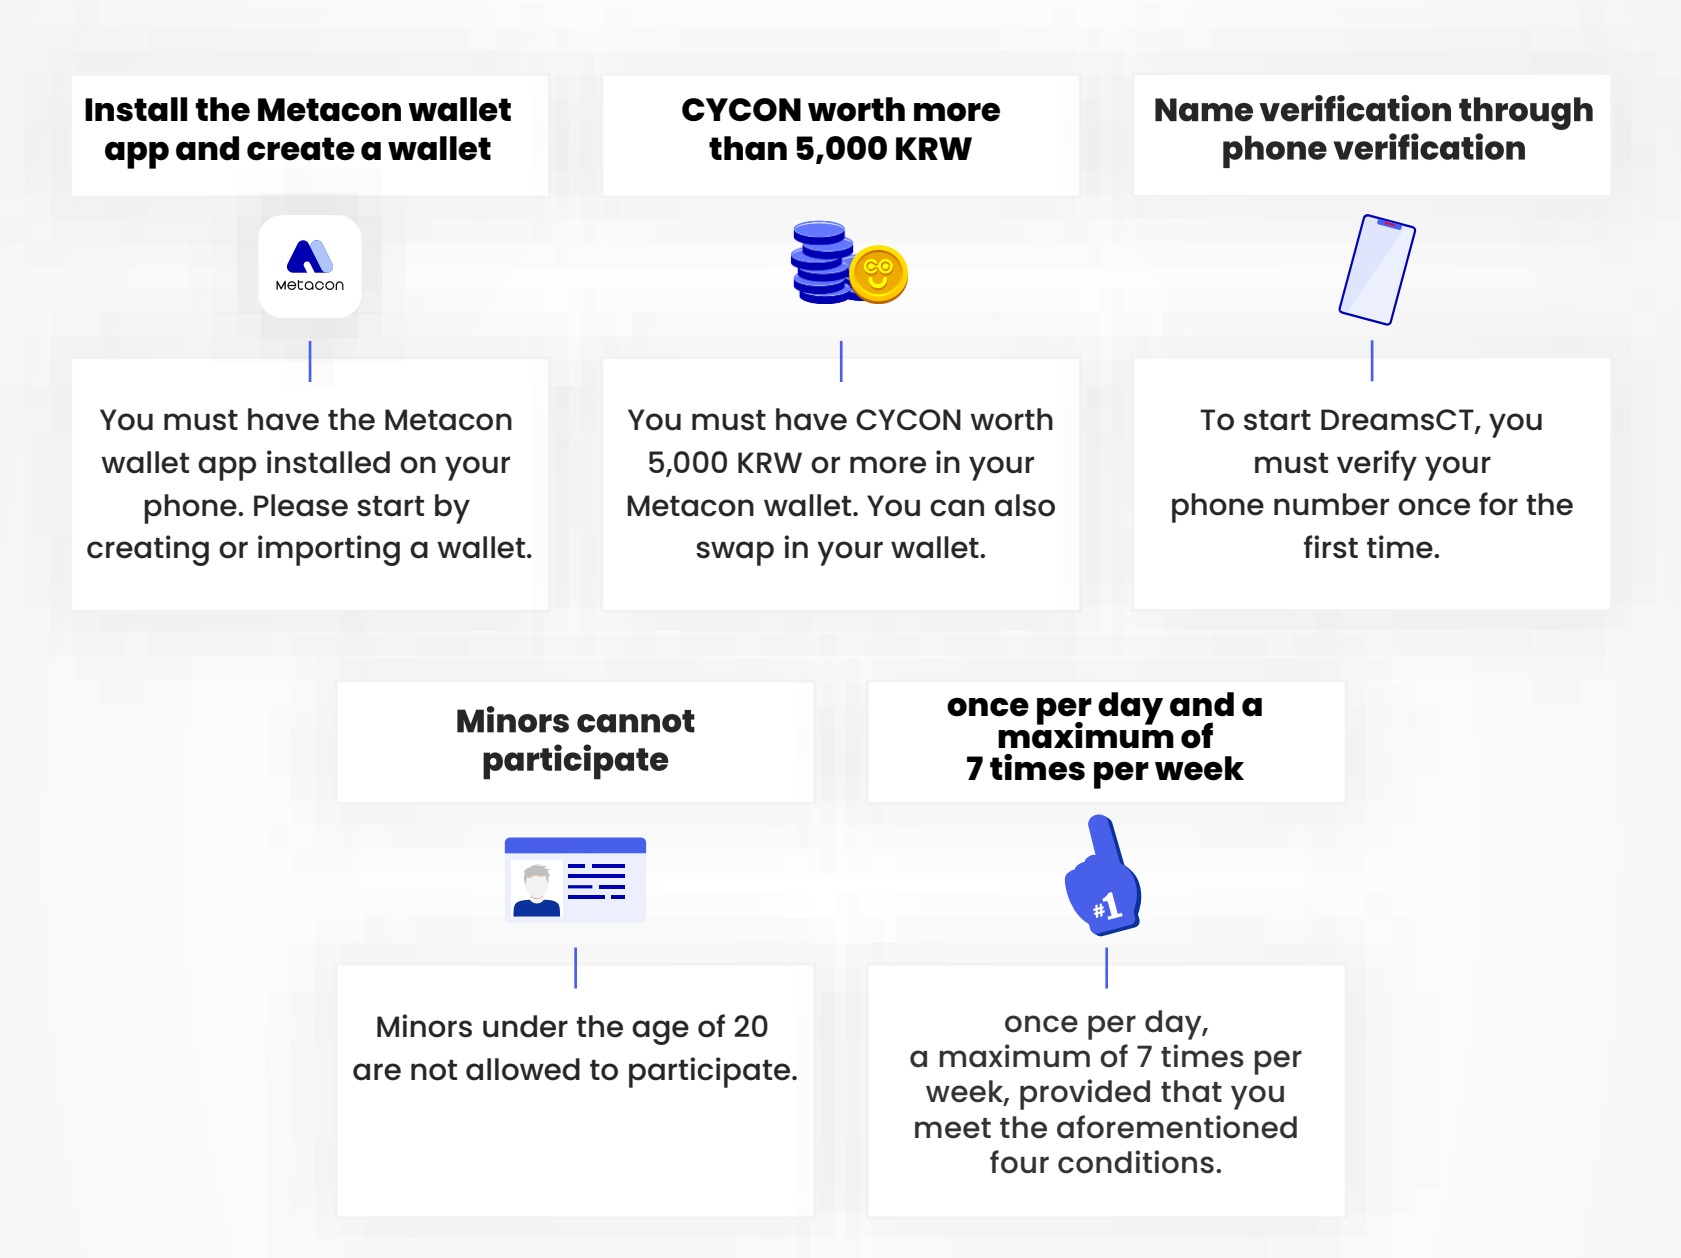 Install the Metacon wallet
app and create a wallet
Metacon
You must have the Metacon
wallet app installed on your
phone. Please start by
creating or importing a wallet.
CYCON worth more
than 5,000 KRW
CO
You must have CYCON worth
5,000 KRW or more in your
Metacon wallet. You can also
swap in your wallet.
Name verification through
phone verification
To start DreamsCT, you
must verify your
phone number once for the
first time.
Minors cannot
participate
Minors under the age of 20
are not allowed to participate.
once per day and a
maximum of
7 times per week
#1
once per day,
a maximum of 7 times per
week, provided that you
meet the aforementioned
four conditions.